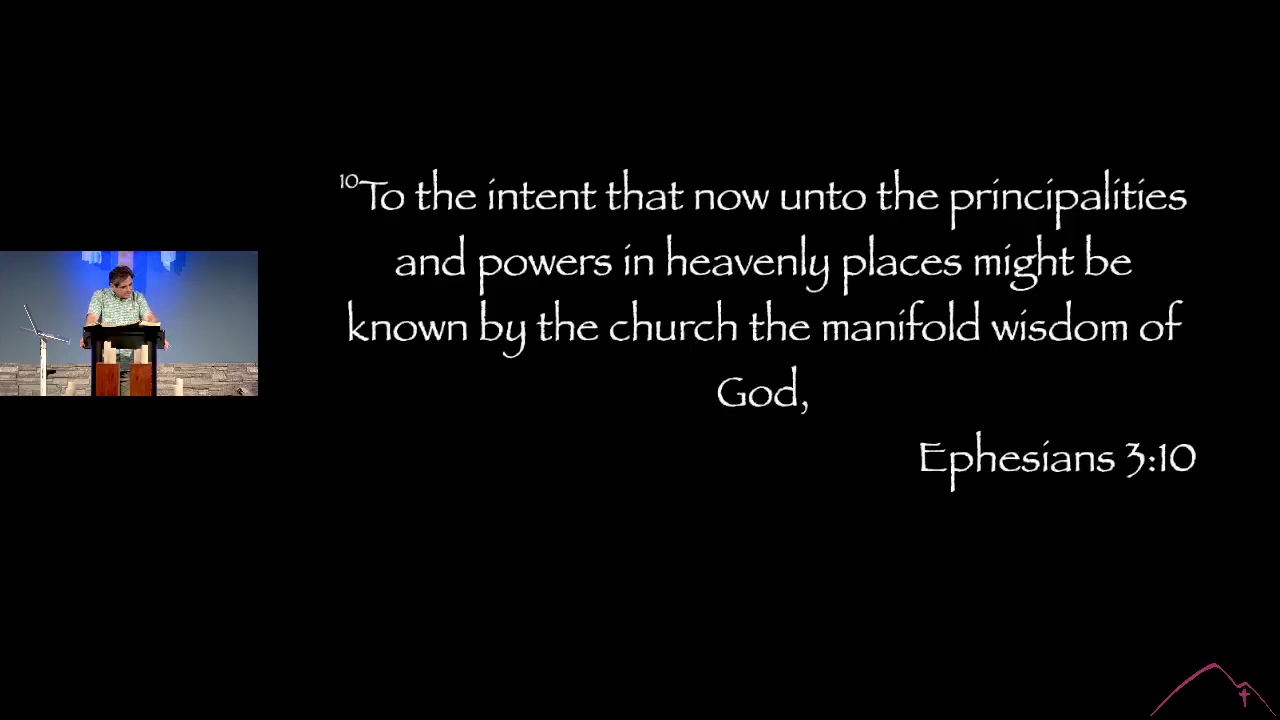 10To the intent that now unto the principalities
and powers in heavenly places might be
known by the church the manifold wisdom of
God,
Ephesians 3:10